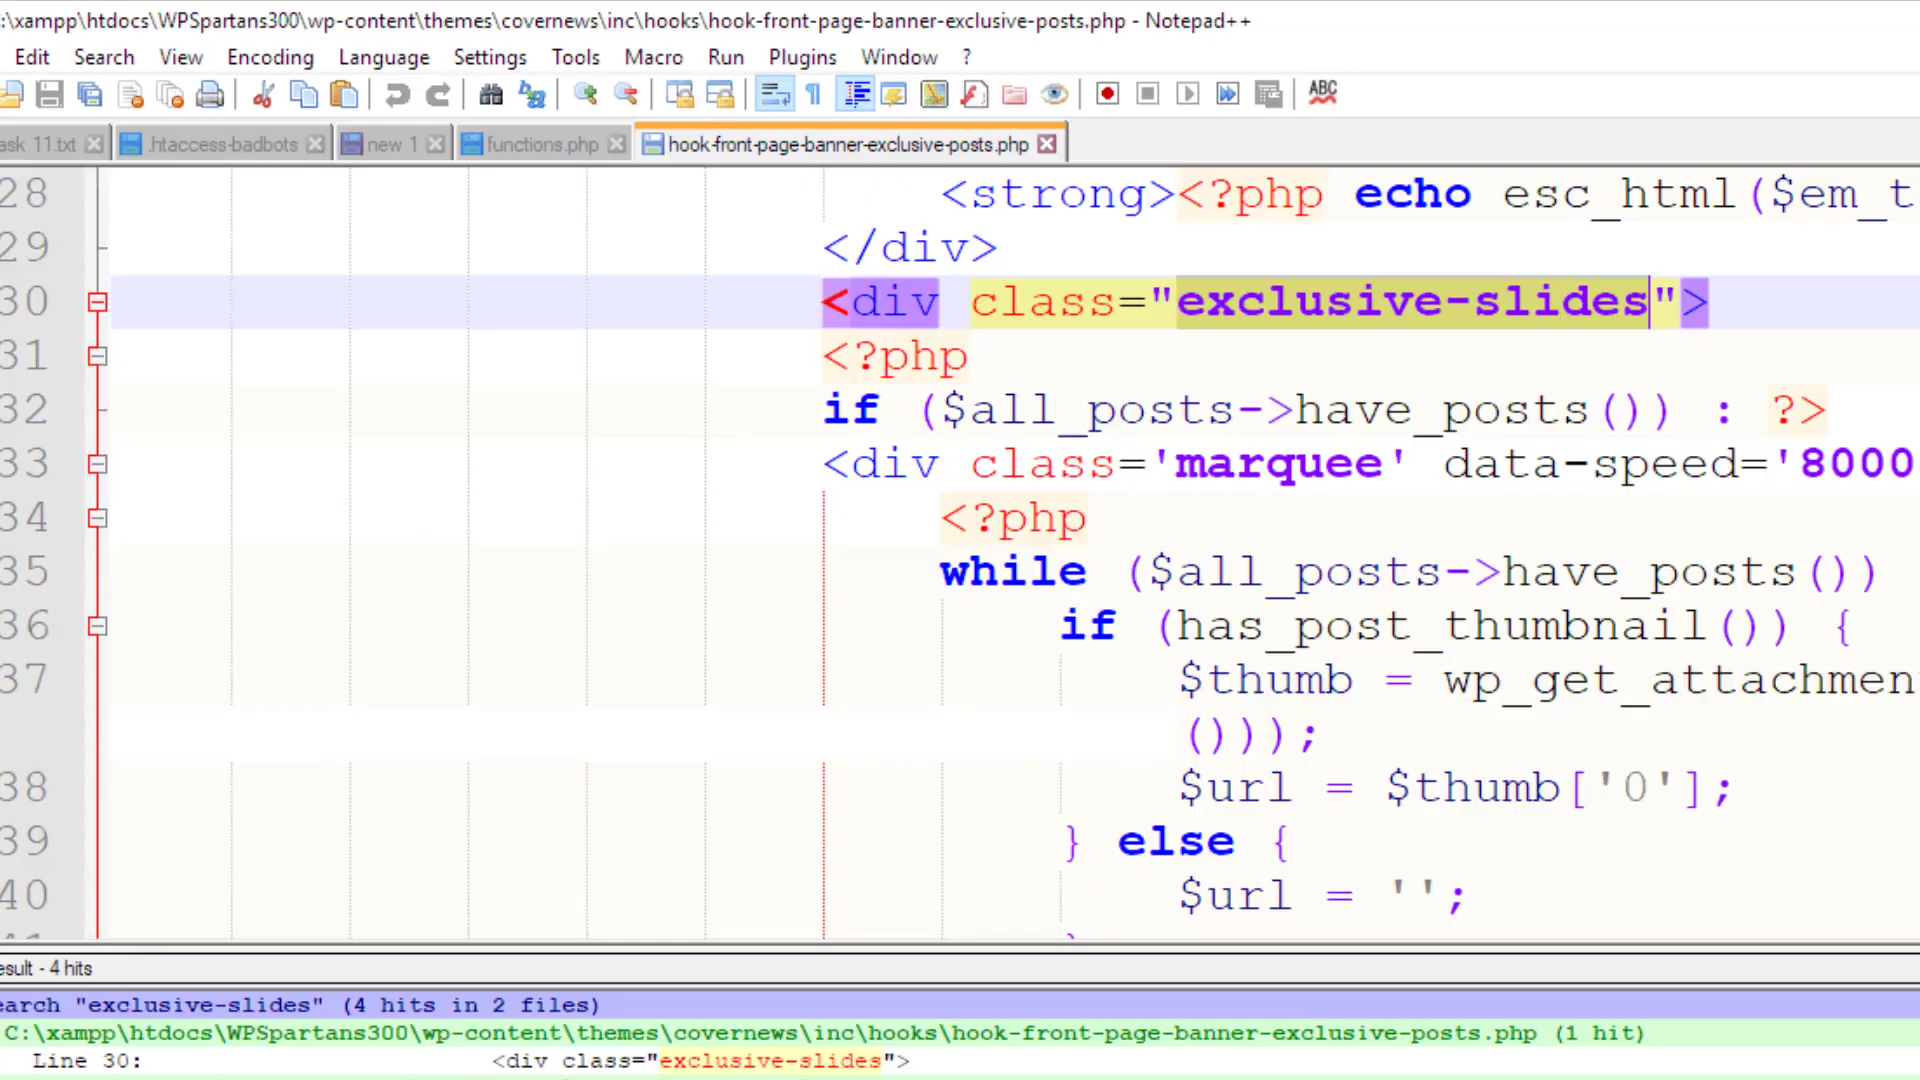 :\xampp\htdocs\WPSpartans300\wp-content\themes\covernews\inc\hooks\hook-front-page-banner-exclusive-posts.php - Notepad++
Edit Search View Encoding Language Settings Tools Macro Run Plugins Window ?
ABC
ask 11.txt .htaccess-badbots new 1 functions.php hook-front-page-banner-exclusive-posts.php
28 <strong><?php echo esc_html($em_t
29 </div>
30 <div class="exclusive-slides">
31 <?php
32 if ($all_posts->have_posts()) : ?>
33 <div class='marquee' data-speed='8000
34 <?php
35 while ($all_posts->have_posts())
36 if (has_post_thumbnail()) {
37 $thumb = wp_get_attachmen
()));
38 $url = $thumb['0'];
39 } else {
40 $url = '';
esult - 4 hits
earch "exclusive-slides" (4 hits in 2 files)
C:\xampp\htdocs\WPSpartans300\wp-content\themes\covernews\inc\hooks\hook-front-page-banner-exclusive-posts.php (1 hit)
Line 30: <div class="exclusive-slides">